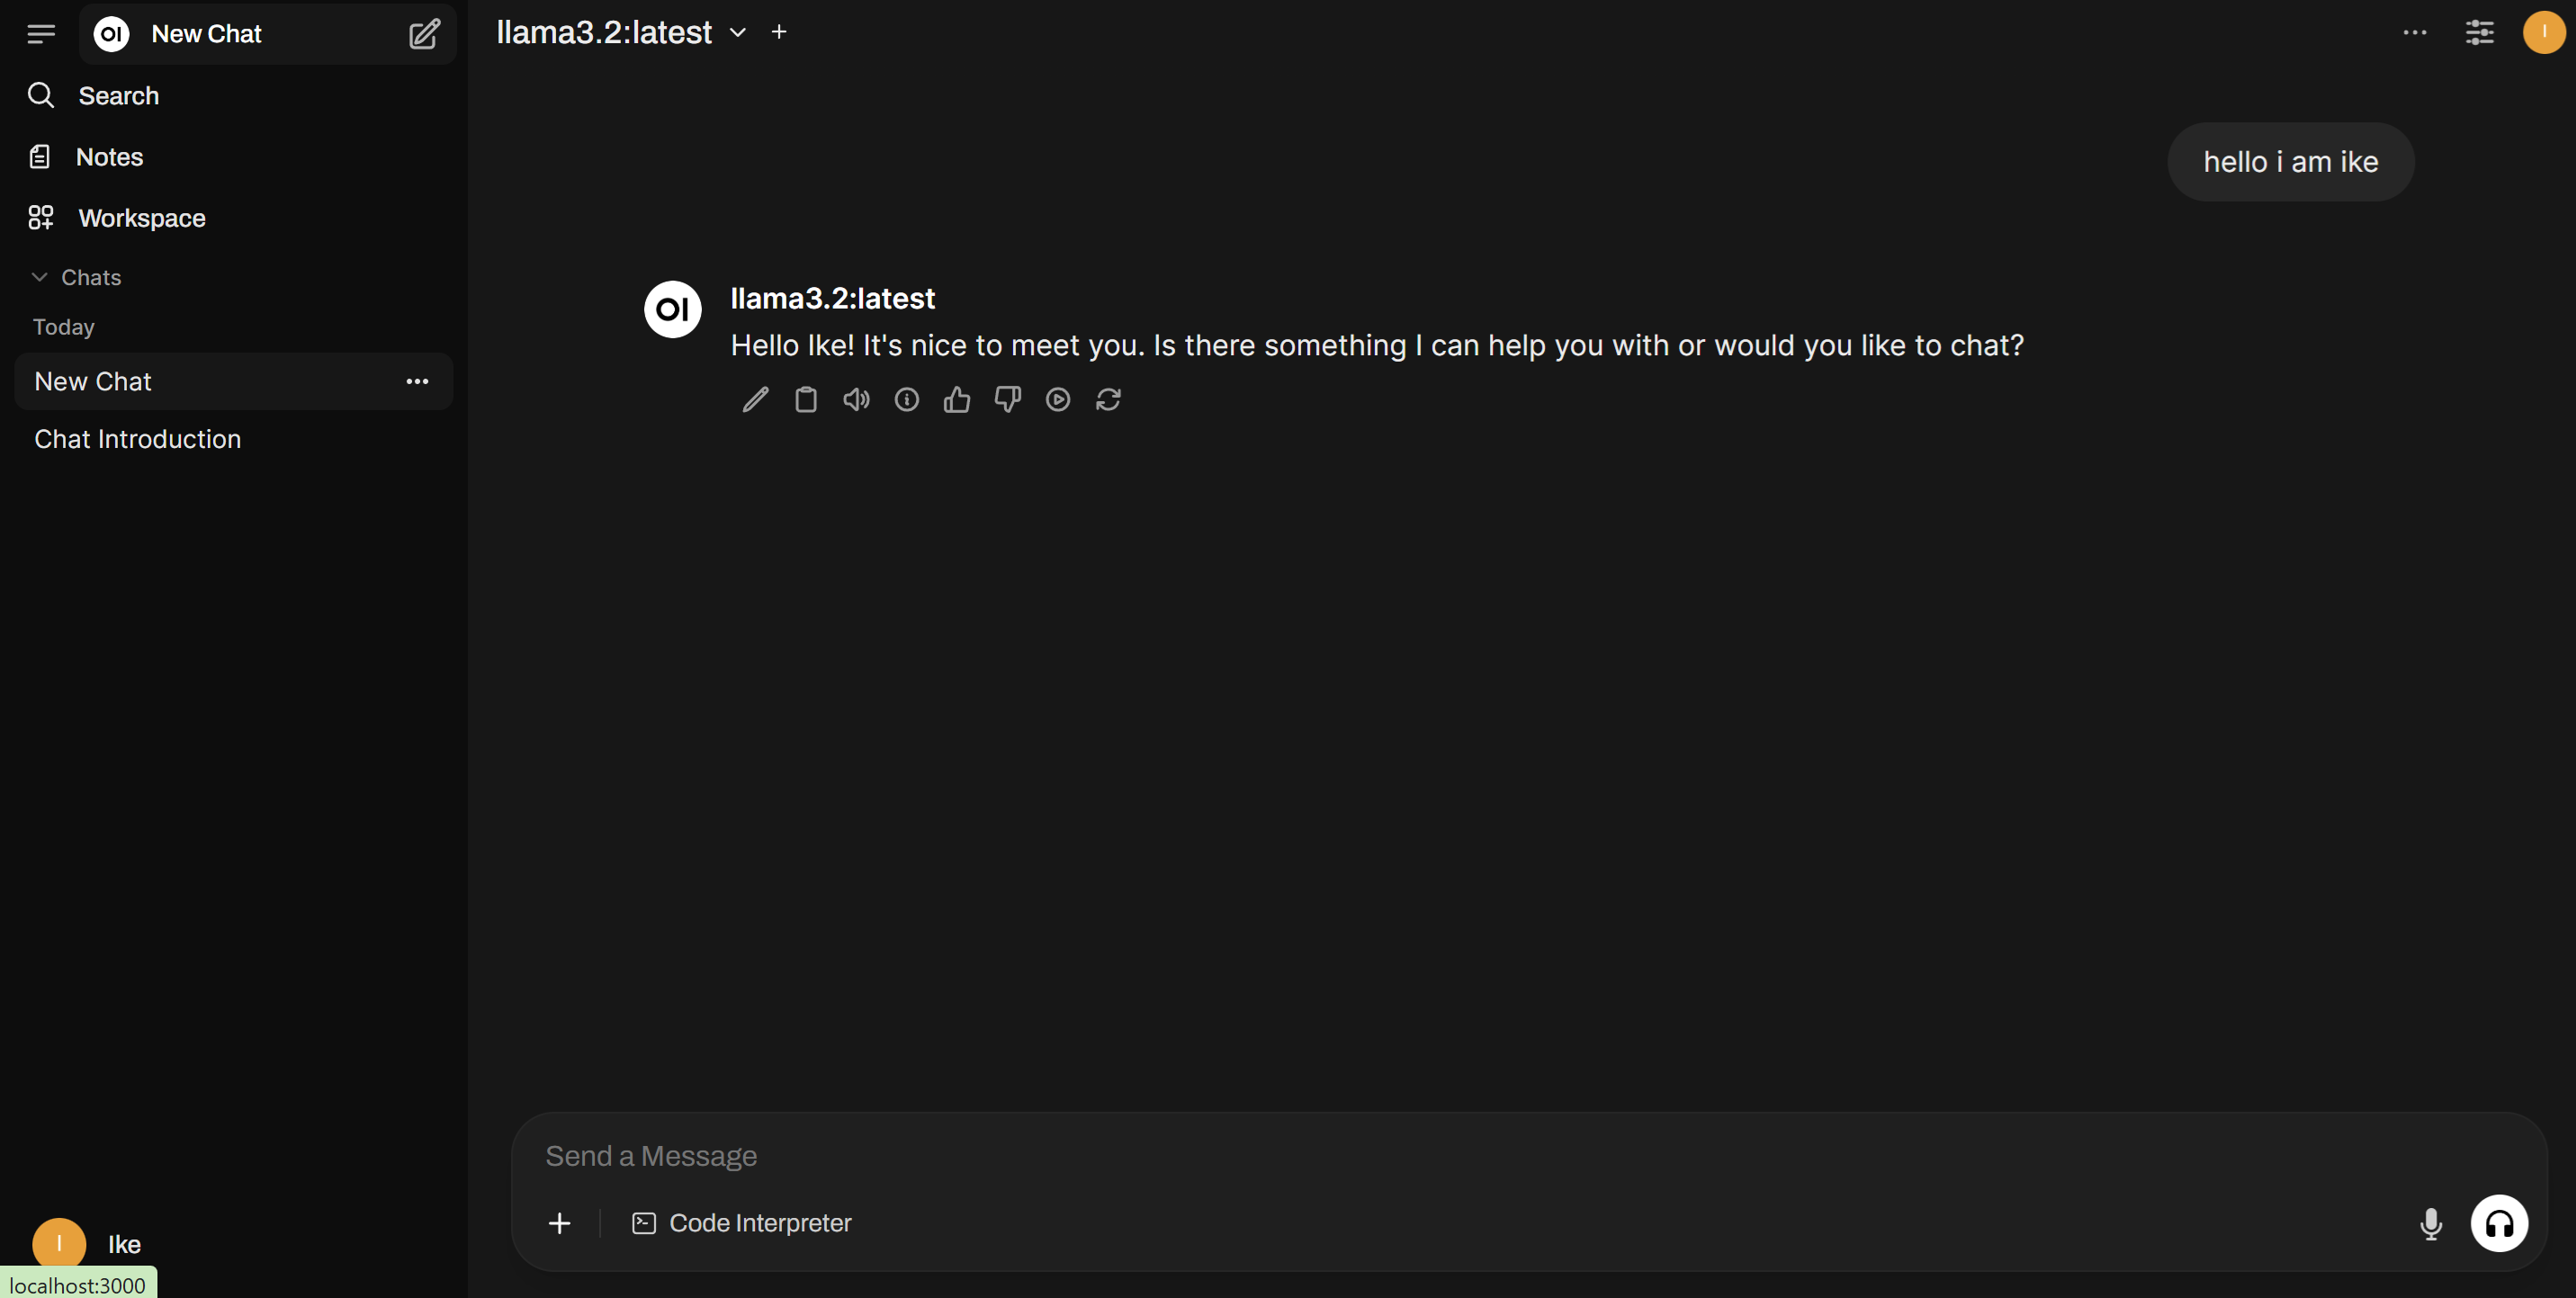 OI New Chat
Search
Notes
Workspace
Chats
Today
New Chat
Chat Introduction
I Ike
localhost:3000
llama3.2:latest
I
hello i am ike
OI llama3.2:latest
Hello Ike! It's nice to meet you. Is there something I can help you with or would you like to chat?
Send a Message
Code Interpreter